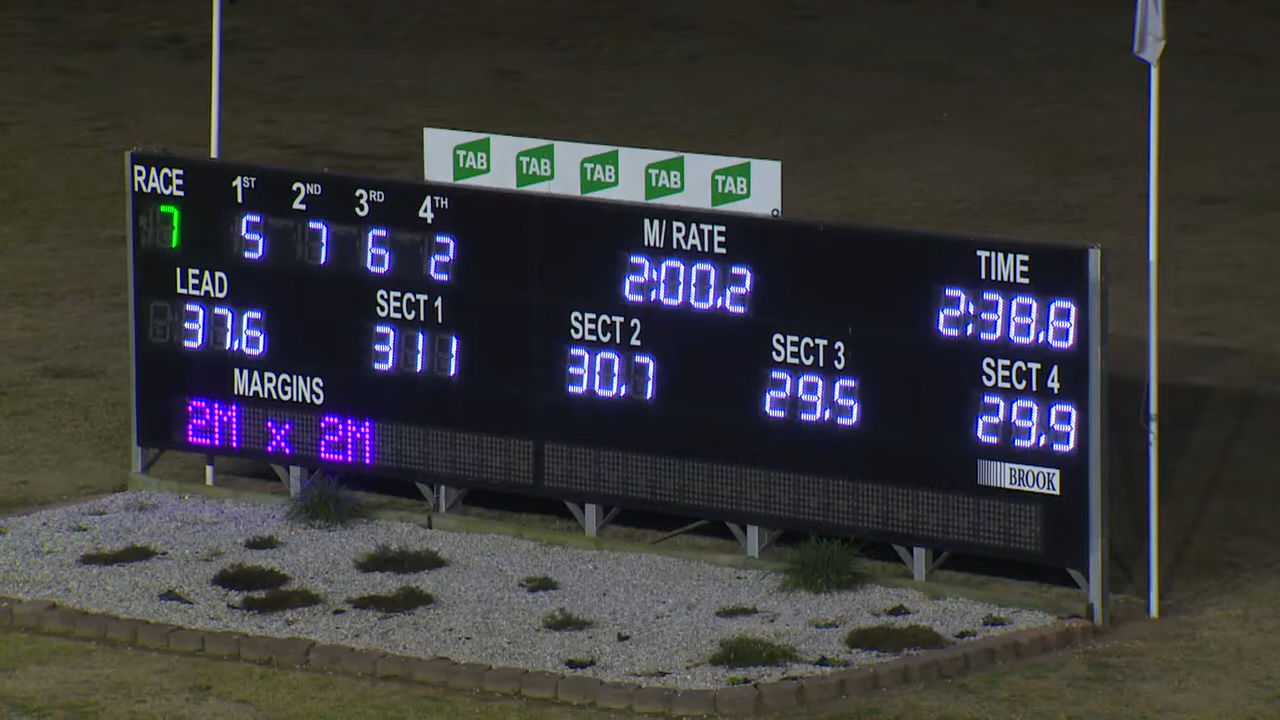 TAB TAB TAB TAB TAB
RACE 1ST 2ND 3RD 4TH
7 5 7 6 2
M/ RATE
2:00.2
TIME
2:38.8
LEAD
37.6
SECT 1
311
SECT 2
30.7
SECT 3
29.5
SECT 4
29.9
MARGINS
2M x 2M
BROOK